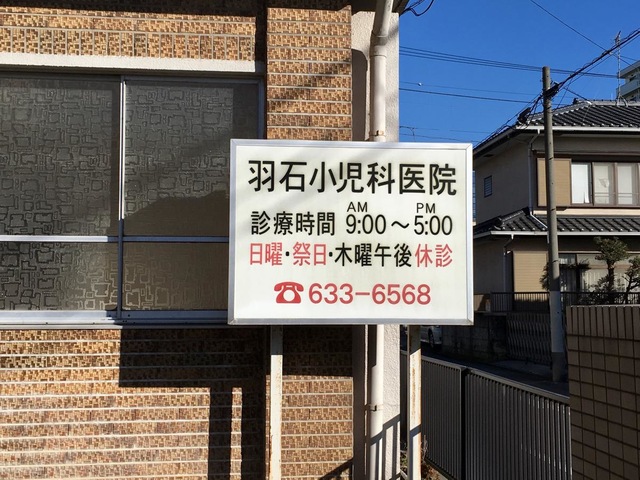 羽石小児科医院
診療時間 AM 9:00～PM 5:00
日曜・祭日・木曜午後休診
☎633-6568